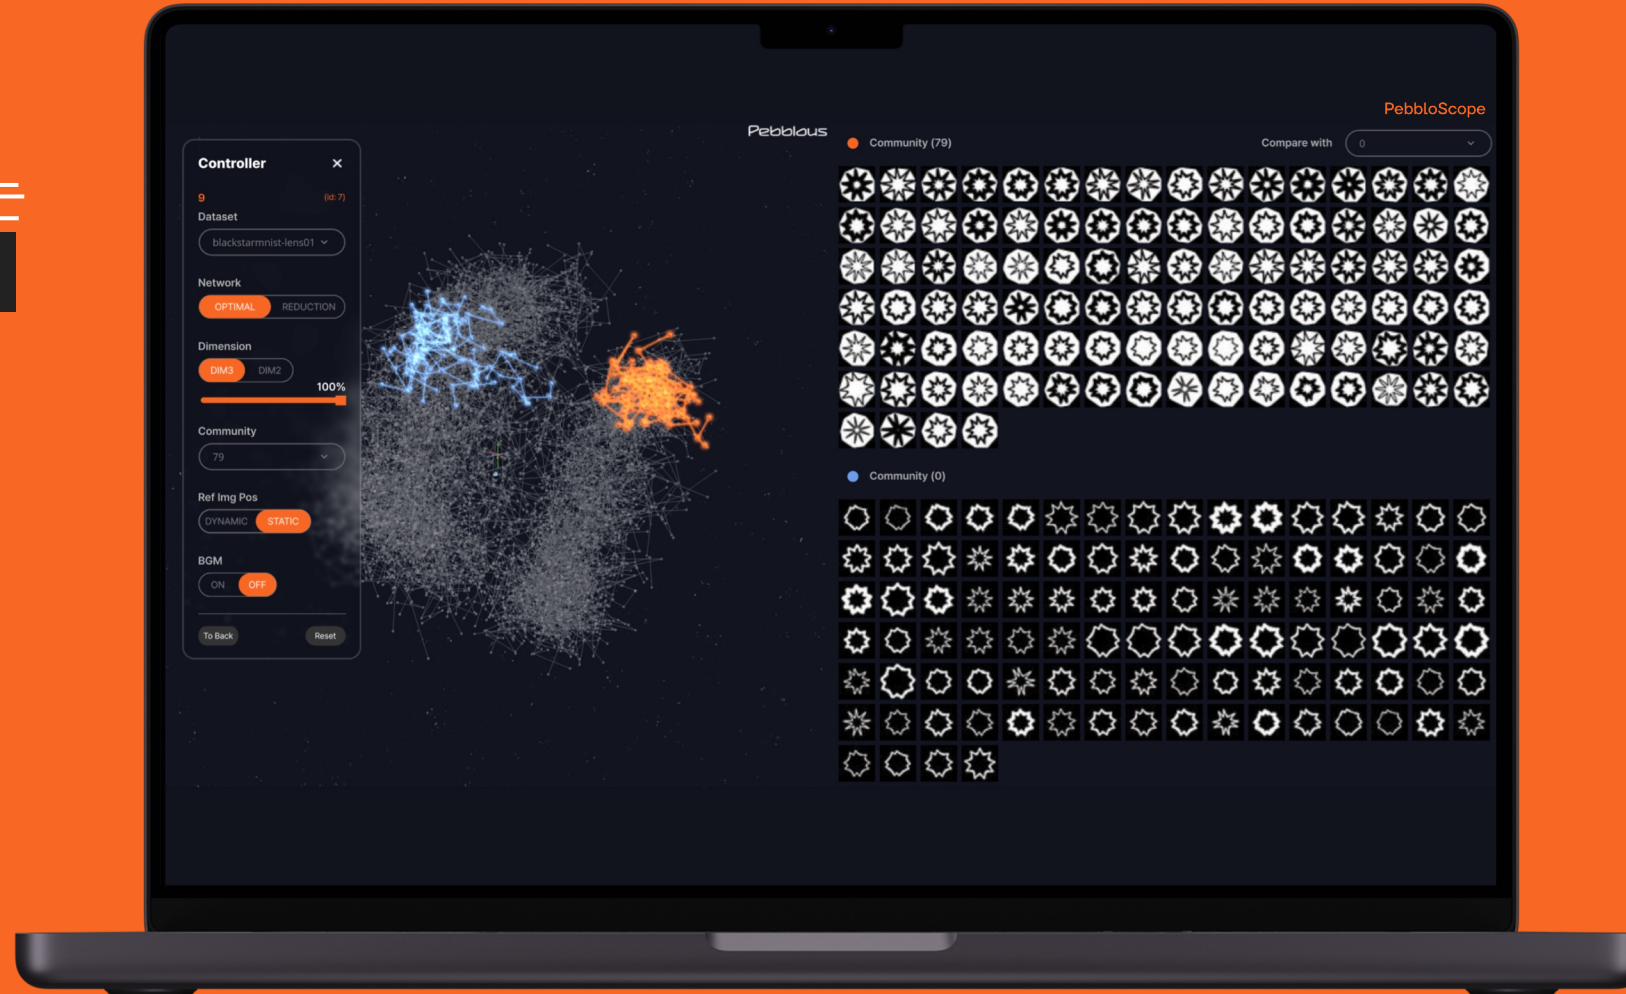 PebbloScope
Pebblous
Controller ✕
9 (id: 7)
Dataset
blackstarmnist-lens01
Network
OPTIMAL REDUCTION
Dimension
DIM3 DIM2
100%
Community
79
Ref Img Pos
DYNAMIC STATIC
BGM
ON OFF
To Back Reset
Community (79) Compare with 0
Community (0)